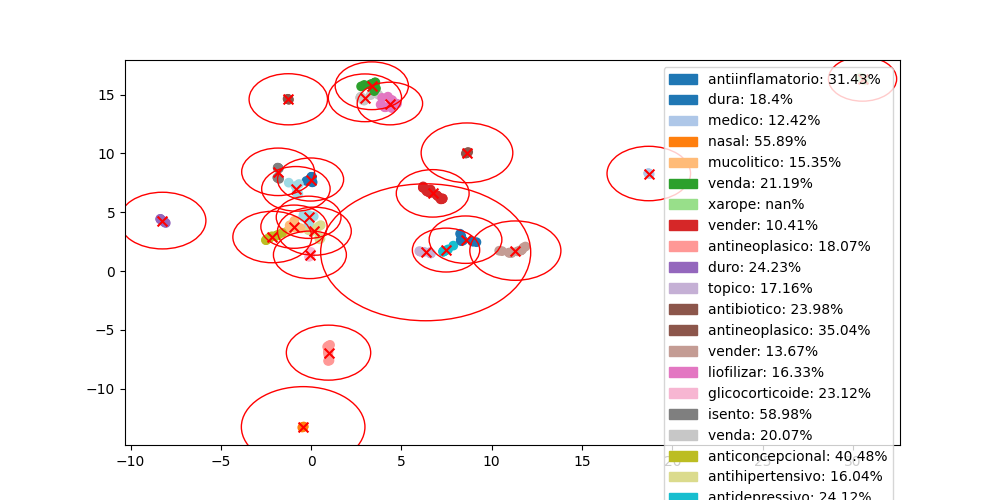 15
10
5
0
−5
−10
−10
−5
0
5
10
15
20
25
30
antiinflamatorio: 31.43%
dura: 18.4%
medico: 12.42%
nasal: 55.89%
mucolitico: 15.35%
venda: 21.19%
xarope: nan%
vender: 10.41%
antineoplasico: 18.07%
duro: 24.23%
topico: 17.16%
antibiotico: 23.98%
antineoplasico: 35.04%
vender: 13.67%
liofilizar: 16.33%
glicocorticoide: 23.12%
isento: 58.98%
venda: 20.07%
anticoncepcional: 40.48%
antihipertensivo: 16.04%
antidepressivo: 24.12%